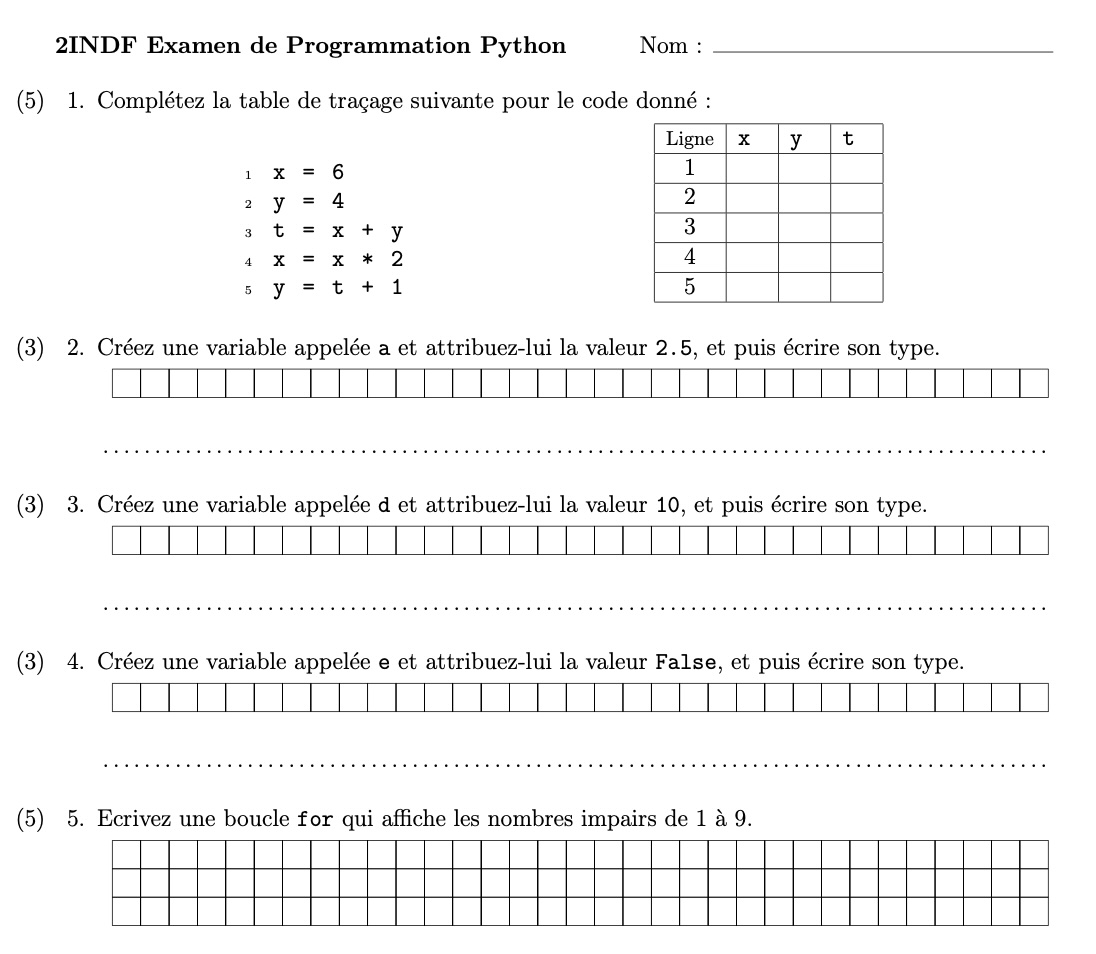 2INDF Examen de Programmation Python Nom :
(5) 1. Complétez la table de traçage suivante pour le code donné :
1 x = 6
2 y = 4
3 t = x + y
4 x = x * 2
5 y = t + 1
Ligne x y t
1
2
3
4
5
(3) 2. Créez une variable appelée a et attribuez-lui la valeur 2.5, et puis écrire son type.
(3) 3. Créez une variable appelée d et attribuez-lui la valeur 10, et puis écrire son type.
(3) 4. Créez une variable appelée e et attribuez-lui la valeur False, et puis écrire son type.
(5) 5. Ecrivez une boucle for qui affiche les nombres impairs de 1 à 9.